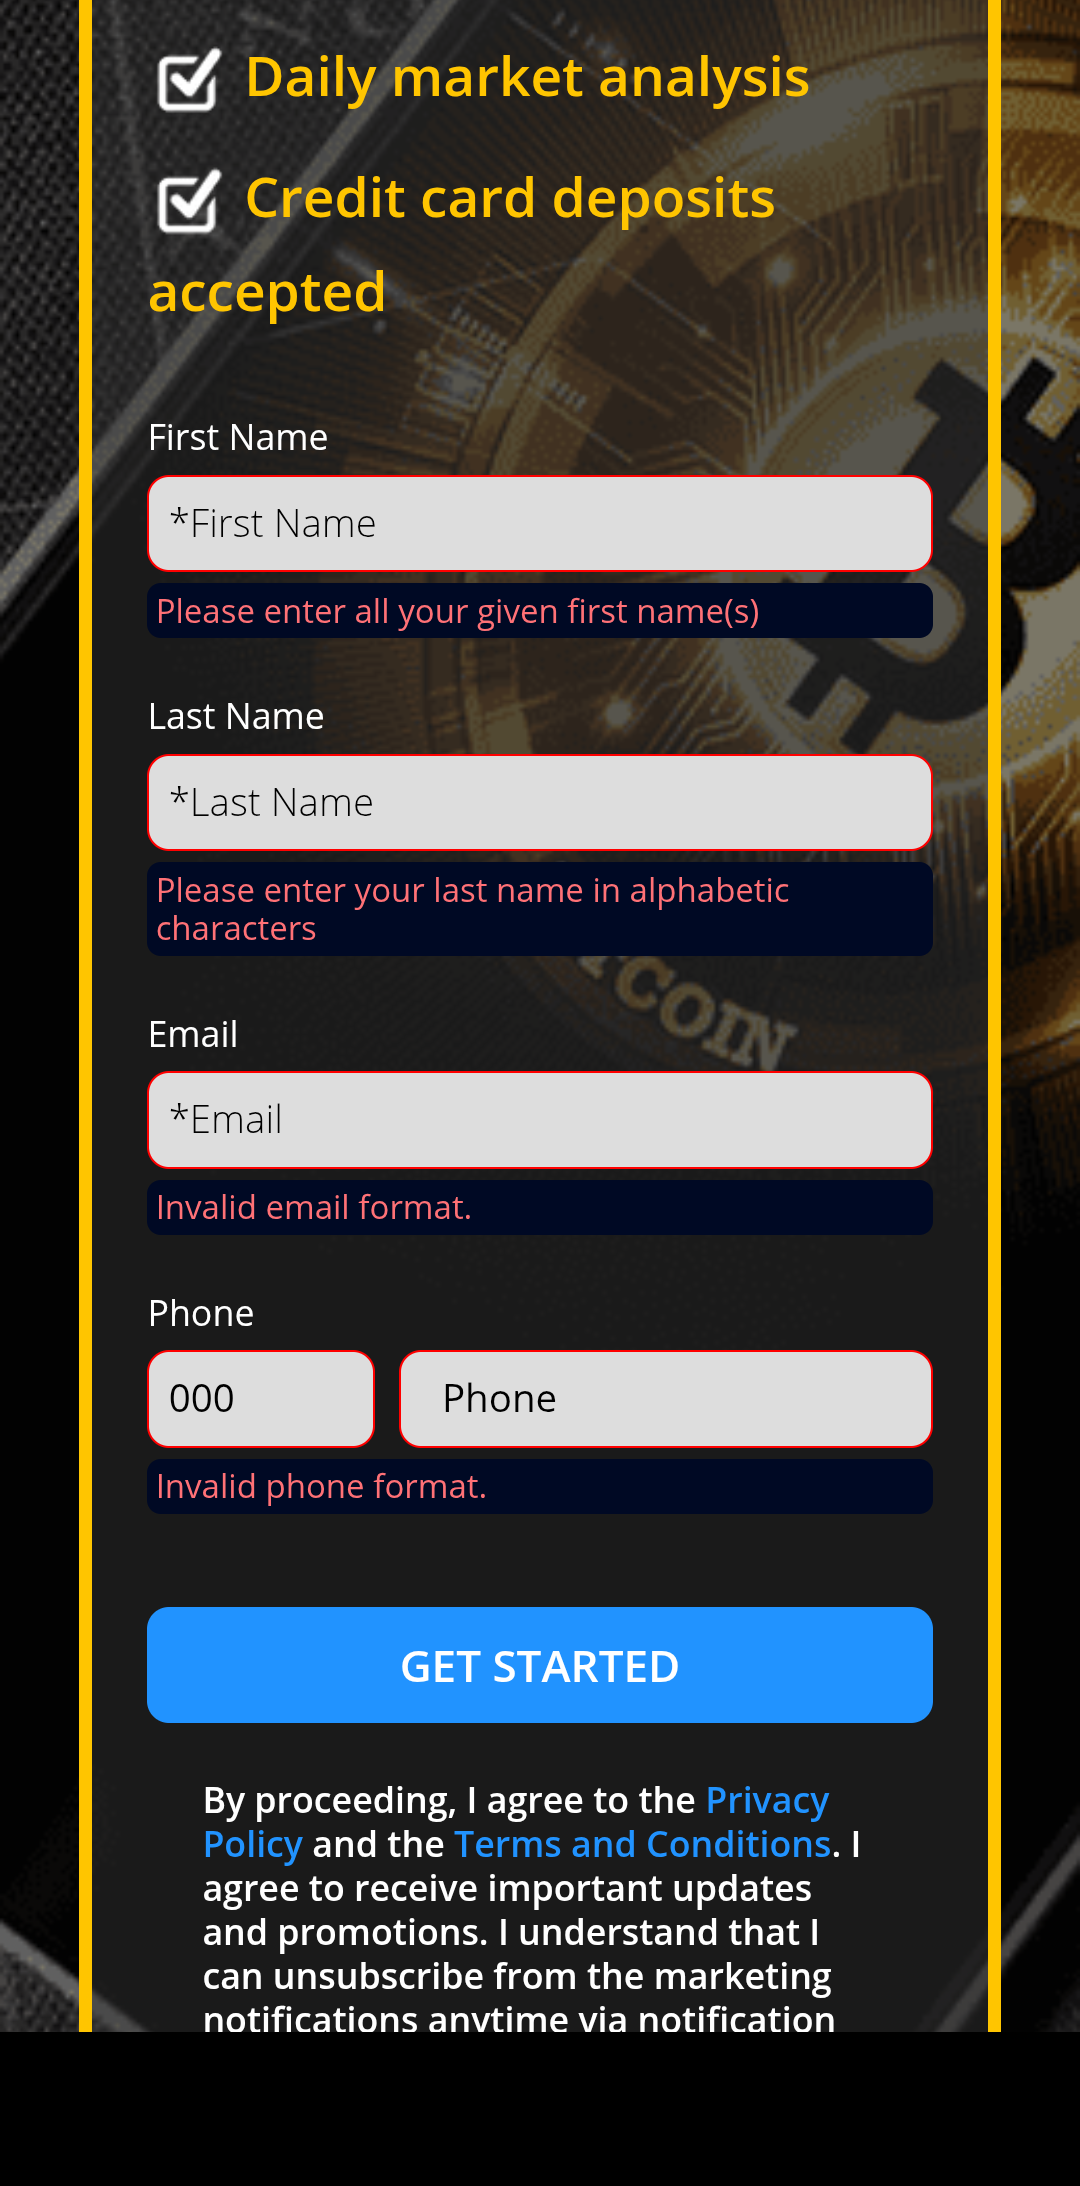 Daily market analysis
Credit card deposits
accepted
First Name
*First Name
Please enter all your given first name(s)
Last Name
*Last Name
Please enter your last name in alphabetic
characters
TCOIN
Email
*Email
Invalid email format.
Phone
000 Phone
Invalid phone format.
GET STARTED
By proceeding, I agree to the Privacy
Policy and the Terms and Conditions. I
agree to receive important updates
and promotions. I understand that I
can unsubscribe from the marketing
notifications anytime via notification